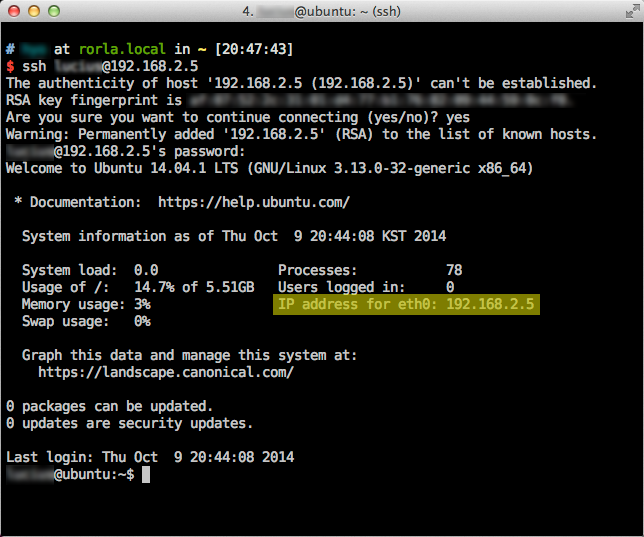 4. @ubuntu: ~ (ssh)
# at rorla.local in ~ [20:47:43]
$ ssh @192.168.2.5
The authenticity of host '192.168.2.5 (192.168.2.5)' can't be established.
RSA key fingerprint is
Are you sure you want to continue connecting (yes/no)? yes
Warning: Permanently added '192.168.2.5' (RSA) to the list of known hosts.
@192.168.2.5's password:
Welcome to Ubuntu 14.04.1 LTS (GNU/Linux 3.13.0-32-generic x86_64)
* Documentation:  https://help.ubuntu.com/
System information as of Thu Oct  9 20:44:08 KST 2014
System load:  0.0                Processes:           78
Usage of /:   14.7% of 5.51GB   Users logged in:     0
Memory usage: 3%                IP address for eth0: 192.168.2.5
Swap usage:   0%
Graph this data and manage this system at:
https://landscape.canonical.com/
0 packages can be updated.
0 updates are security updates.
Last login: Thu Oct  9 20:44:08 2014
@ubuntu:~$